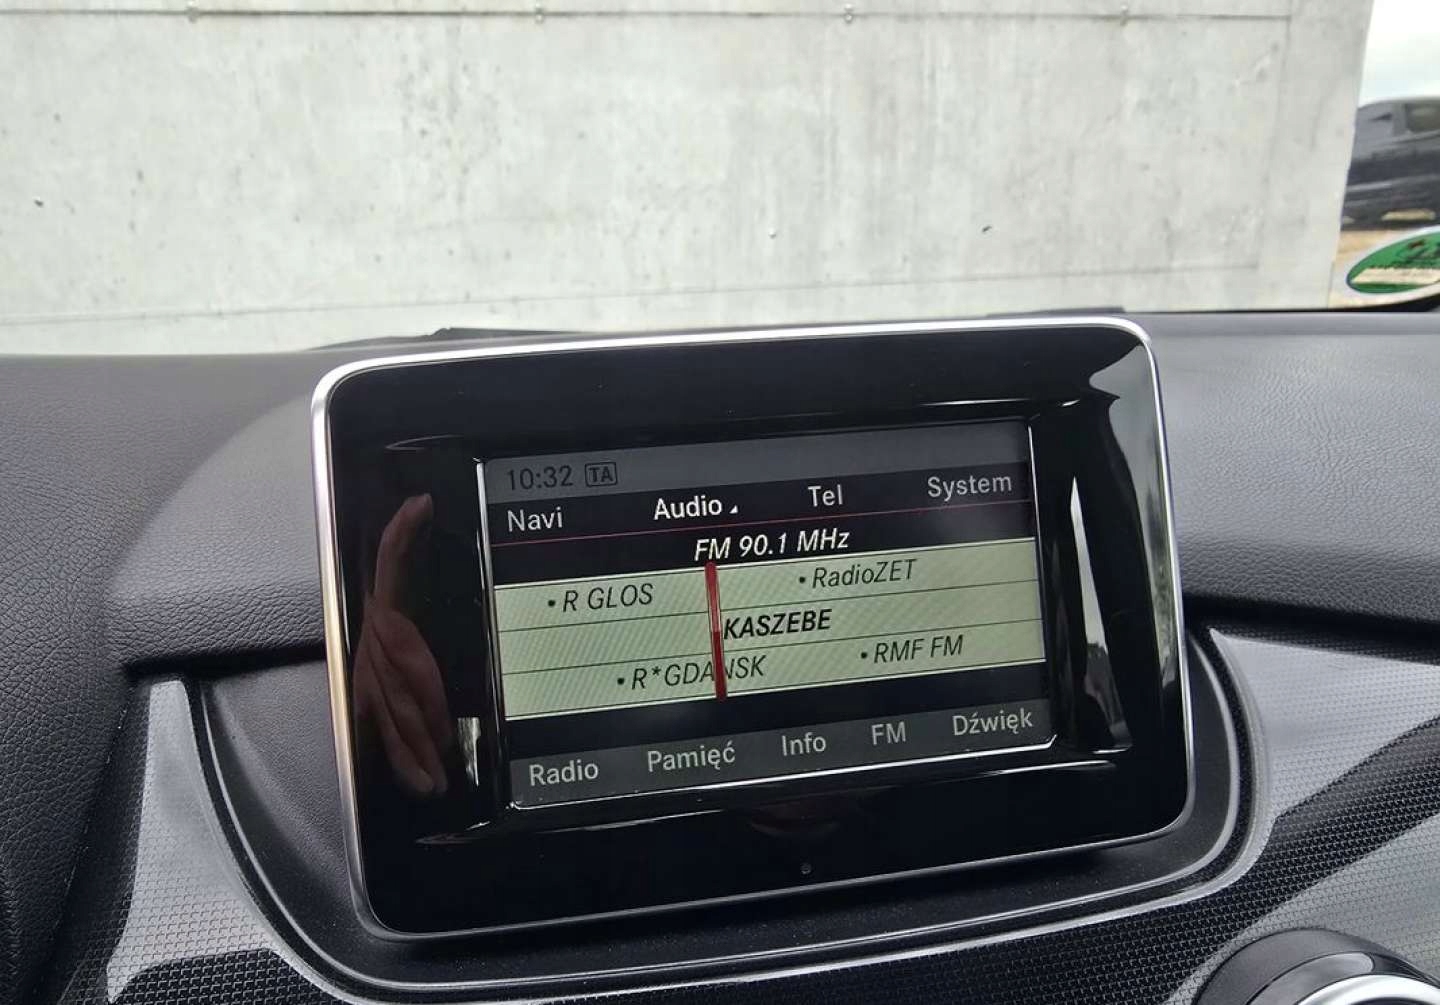 10:32 TA
Navi Audio Tel System
FM 90.1 MHz
• R GLOS • RadioZET
KASZEBE
• R*GDAŃSK • RMF FM
Radio Pamięć Info FM Dźwięk